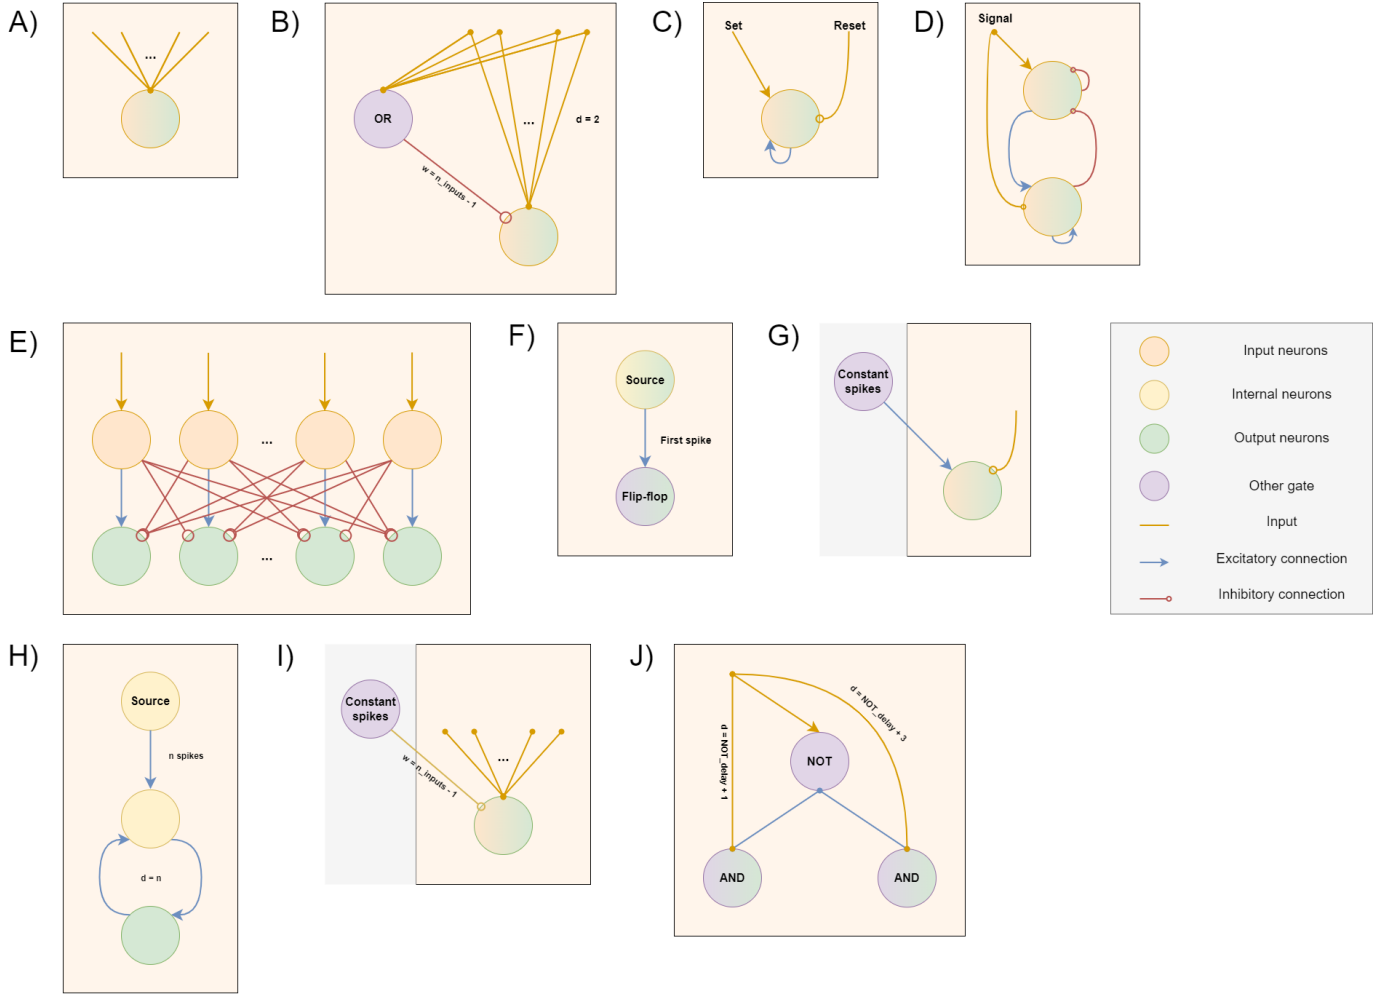 A)
...
B)
OR
...
d = 2
w = n_inputs - 1
C)
Set
Reset
D)
Signal
E)
...
...
F)
Source
First spike
Flip-flop
G)
Constant
spikes
Input neurons
Internal neurons
Output neurons
Other gate
Input
Excitatory connection
Inhibitory connection
H)
Source
n spikes
d = n
I)
Constant
spikes
...
w = n_inputs - 1
J)
d = NOT_delay + 1
d = NOT_delay + 3
NOT
AND
AND